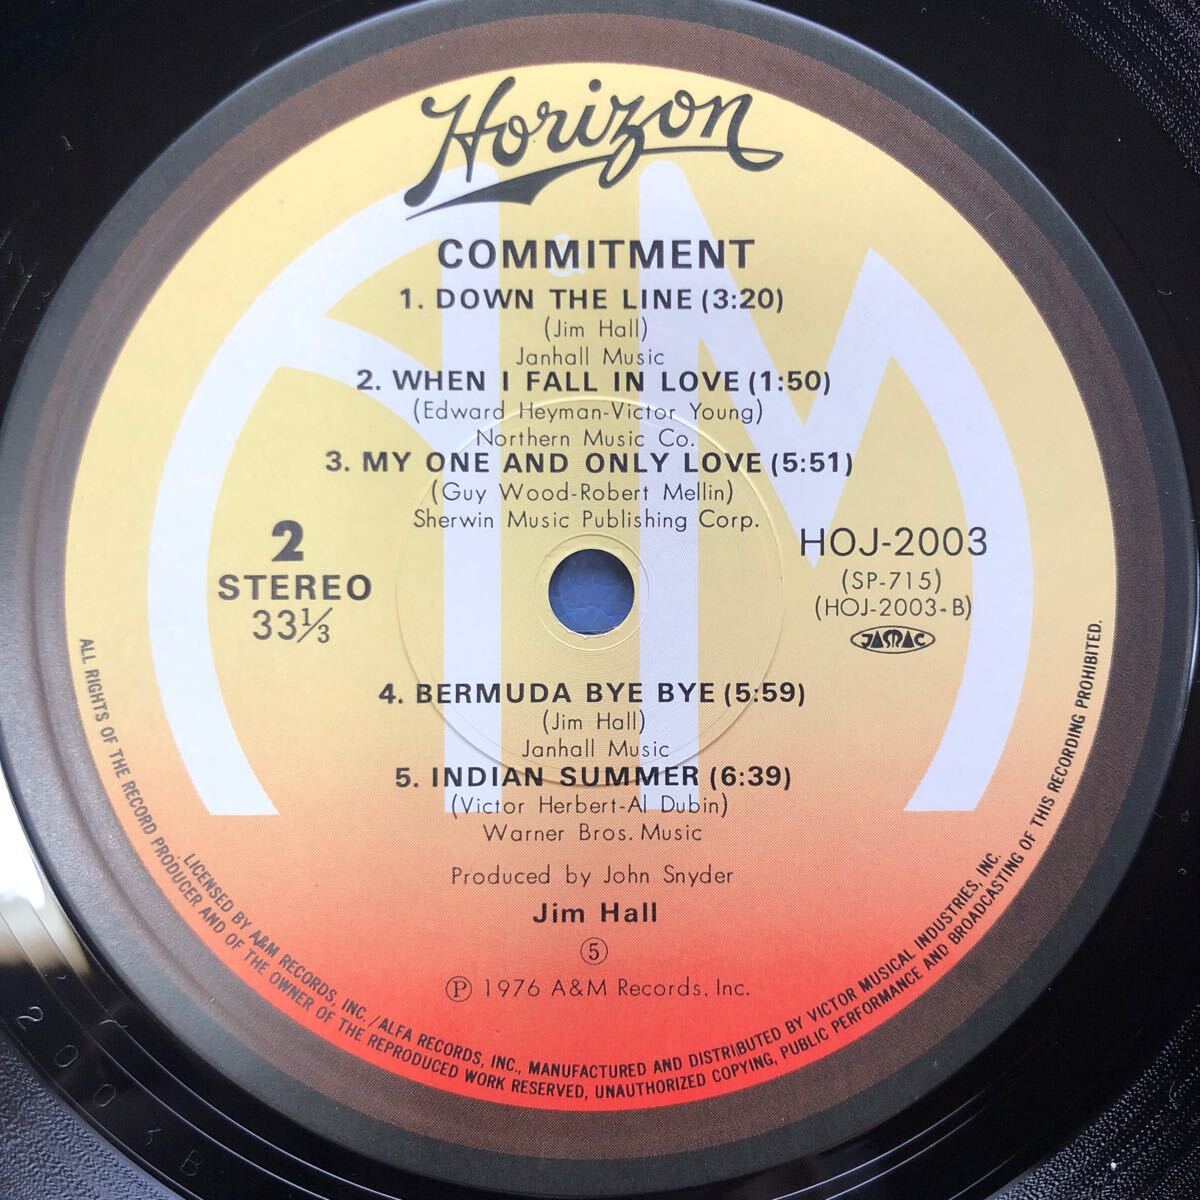 Horizon
COMMITMENT
1. DOWN THE LINE (3:20)
(Jim Hall)
Janhall Music
2. WHEN I FALL IN LOVE (1:50)
(Edward Heyman-Victor Young)
Northern Music Co.
3. MY ONE AND ONLY LOVE (5:51)
(Guy Wood-Robert Mellin)
Sherwin Music Publishing Corp.
2
STEREO
33⅓
HOJ-2003
(SP-715)
(HOJ-2003-B)
JASRAC
4. BERMUDA BYE BYE (5:59)
(Jim Hall)
Janhall Music
5. INDIAN SUMMER (6:39)
(Victor Herbert-Al Dubin)
Warner Bros. Music
Produced by John Snyder
Jim Hall
⑤
Ⓟ 1976 A&M Records, Inc.
LICENSED BY A&M RECORDS, INC./ALFA RECORDS, INC., MANUFACTURED AND DISTRIBUTED BY VICTOR MUSICAL INDUSTRIES, INC.
ALL RIGHTS OF THE RECORD PRODUCER AND OF THE OWNER OF THE REPRODUCED WORK RESERVED, UNAUTHORIZED COPYING, PUBLIC PERFORMANCE AND BROADCASTING OF THIS RECORDING PROHIBITED.
A&M
2003B